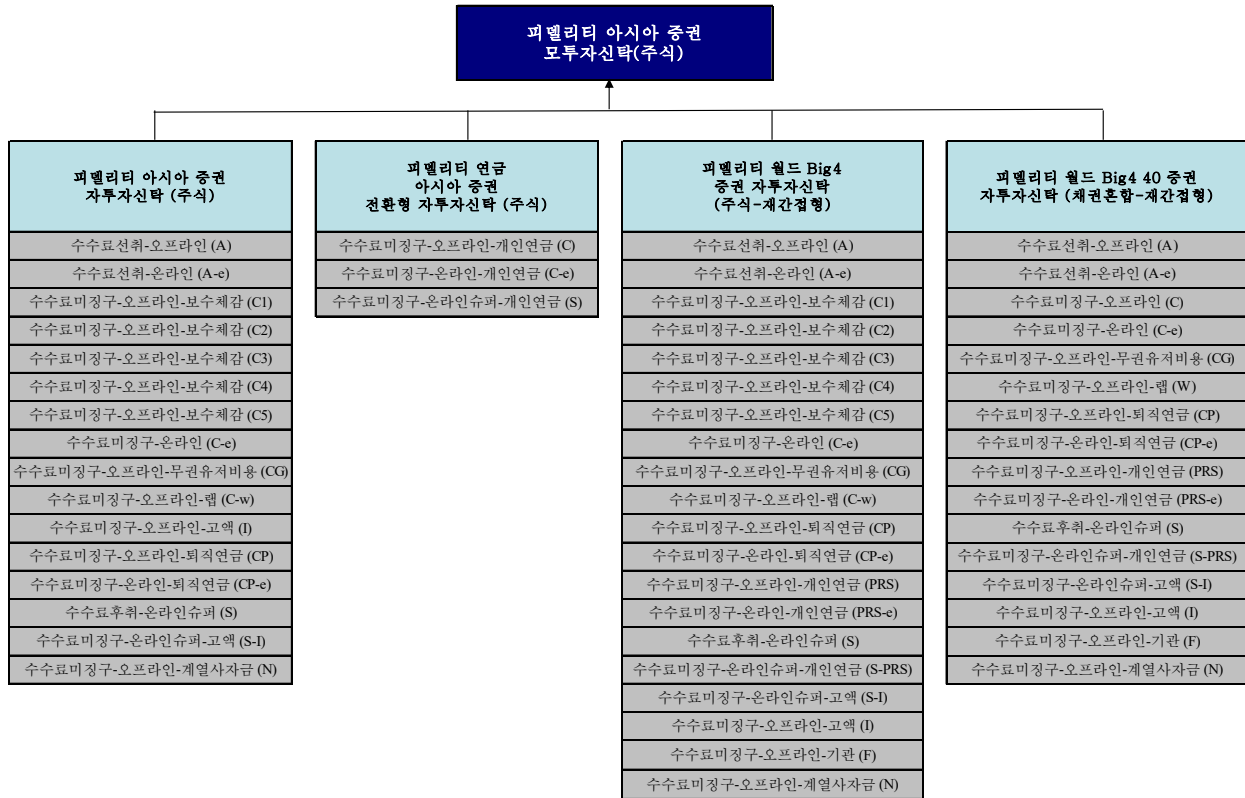 피델리티 아시아 증권
모투자신탁(주식)
피델리티 아시아 증권
자투자신탁 (주식)
수수료선취-오프라인 (A)
수수료선취-온라인 (A-e)
수수료미징구-오프라인-보수체감 (C1)
수수료미징구-오프라인-보수체감 (C2)
수수료미징구-오프라인-보수체감 (C3)
수수료미징구-오프라인-보수체감 (C4)
수수료미징구-오프라인-보수체감 (C5)
수수료미징구-온라인 (C-e)
수수료미징구-오프라인-무권유저비용 (CG)
수수료미징구-오프라인-랩 (C-w)
수수료미징구-오프라인-고액 (I)
수수료미징구-오프라인-퇴직연금 (CP)
수수료미징구-온라인-퇴직연금 (CP-e)
수수료후취-온라인슈퍼 (S)
수수료미징구-온라인슈퍼-고액 (S-I)
수수료미징구-오프라인-계열사자금 (N)
피델리티 연금
아시아 증권
전환형 자투자신탁 (주식)
수수료미징구-오프라인-개인연금 (C)
수수료미징구-온라인-개인연금 (C-e)
수수료미징구-온라인슈퍼-개인연금 (S)
피델리티 월드 Big4
증권 자투자신탁
(주식-재간접형)
수수료선취-오프라인 (A)
수수료선취-온라인 (A-e)
수수료미징구-오프라인-보수체감 (C1)
수수료미징구-오프라인-보수체감 (C2)
수수료미징구-오프라인-보수체감 (C3)
수수료미징구-오프라인-보수체감 (C4)
수수료미징구-오프라인-보수체감 (C5)
수수료미징구-온라인 (C-e)
수수료미징구-오프라인-무권유저비용 (CG)
수수료미징구-오프라인-랩 (C-w)
수수료미징구-오프라인-퇴직연금 (CP)
수수료미징구-온라인-퇴직연금 (CP-e)
수수료미징구-오프라인-개인연금 (PRS)
수수료미징구-온라인-개인연금 (PRS-e)
수수료후취-온라인슈퍼 (S)
수수료미징구-온라인슈퍼-개인연금 (S-PRS)
수수료미징구-온라인슈퍼-고액 (S-I)
수수료미징구-오프라인-고액 (I)
수수료미징구-오프라인-기관 (F)
수수료미징구-오프라인-계열사자금 (N)
피델리티 월드 Big4 40 증권
자투자신탁 (채권혼합-재간접형)
수수료선취-오프라인 (A)
수수료선취-온라인 (A-e)
수수료미징구-오프라인 (C)
수수료미징구-온라인 (C-e)
수수료미징구-오프라인-무권유저비용 (CG)
수수료미징구-오프라인-랩 (W)
수수료미징구-오프라인-퇴직연금 (CP)
수수료미징구-온라인-퇴직연금 (CP-e)
수수료미징구-오프라인-개인연금 (PRS)
수수료미징구-온라인-개인연금 (PRS-e)
수수료후취-온라인슈퍼 (S)
수수료미징구-온라인슈퍼-개인연금 (S-PRS)
수수료미징구-온라인슈퍼-고액 (S-I)
수수료미징구-오프라인-고액 (I)
수수료미징구-오프라인-기관 (F)
수수료미징구-오프라인-계열사자금 (N)